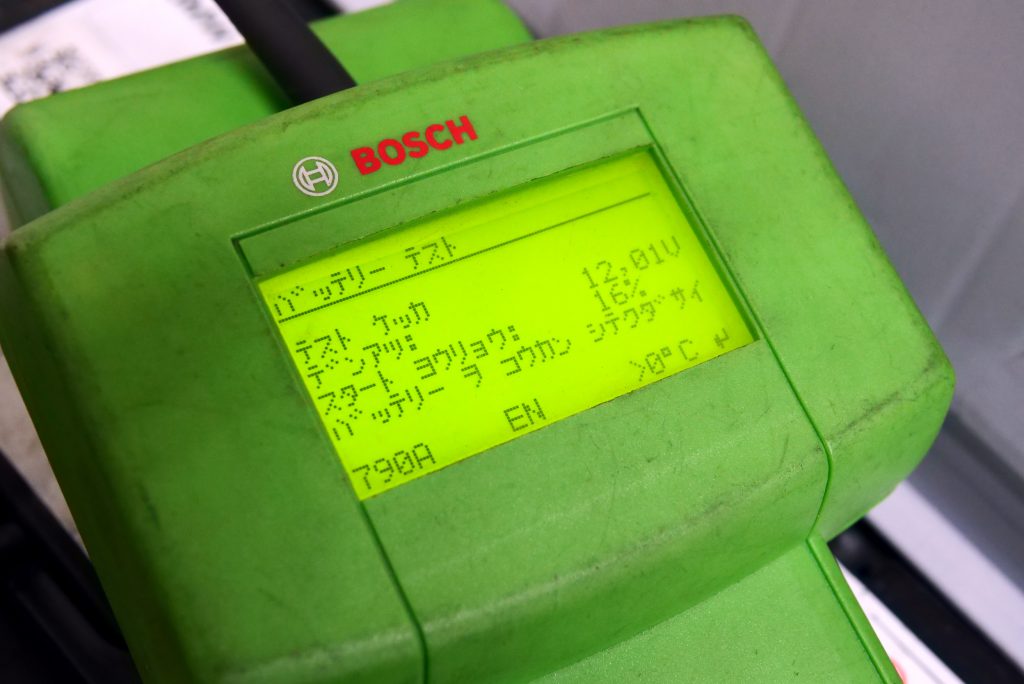 BOSCH
バッテリー テスト
テスト ケッカ
デンアツ: 12,01V
スタート ヨウリョウ: 16%
バッテリー ヲ コウカン シテクダサイ
790A EN >0°C ↵